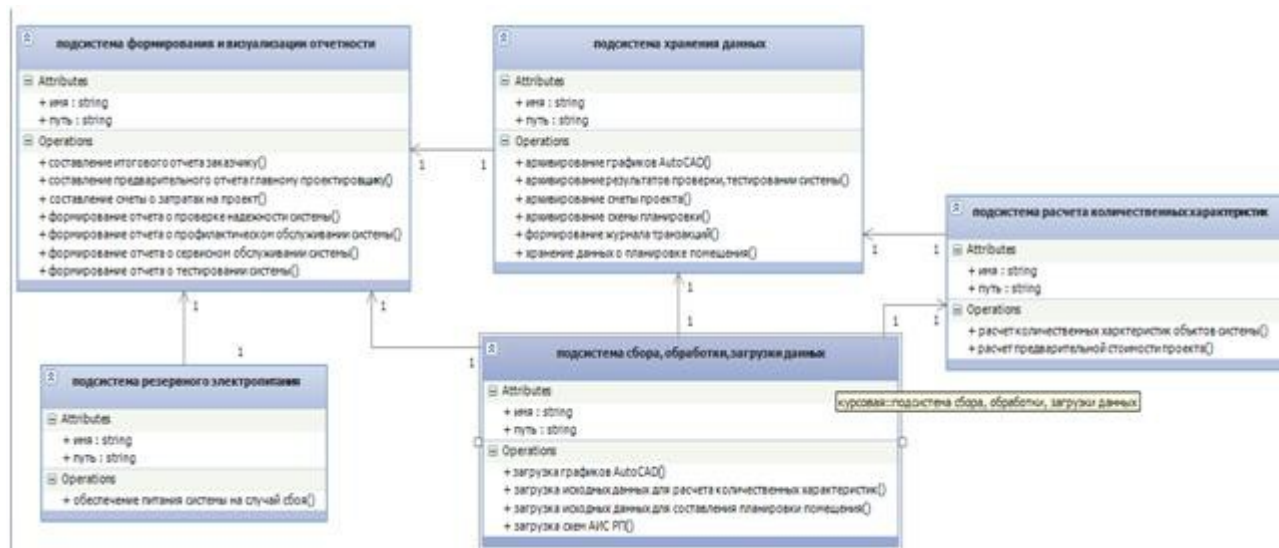 подсистема формирования и визуализации отчетности
Attributes
+ имя : string
+ путь : string
Operations
+ составление итогового отчета заказчику()
+ составление предварительного отчета главному проектировщику()
+ составление сметы о затратах на проект()
+ формирование отчета о проверке надежности системы()
+ формирование отчета о профилактическом обслуживании системы()
+ формирование отчета о сервисном обслуживании системы()
+ формирование отчета о тестировании системы()
подсистема хранения данных
Attributes
+ имя : string
+ путь : string
Operations
+ архивирование графиков AutoCAD()
+ архивирование результатов проверки, тестировании системы()
+ архивирование сметы проекта()
+ архивирование схемы планировки()
+ формирование журнала транзакций()
+ хранение данных о планировке помещения()
подсистема расчета количественных характеристик
Attributes
+ имя : string
+ путь : string
Operations
+ расчет количественных харктеристик объктов системы()
+ расчет предварительной стоимости проекта()
подсистема резервного электропитания
Attributes
+ имя : string
+ путь : string
Operations
+ обеспечение питания системы на случай сбоя()
подсистема сбора, обработки, загрузки данных
Attributes
+ имя : string
+ путь : string
Operations
+ загрузка графиков AutoCAD()
+ загрузка исходных данных для расчета количественных характеристик()
+ загрузка исходных данных для составления планировки помещения()
+ загрузка схем АИС РП()
курсовая::подсистема сбора, обработки, загрузки данных
1
1
1
1
1
1
1
1
1
1
1
1